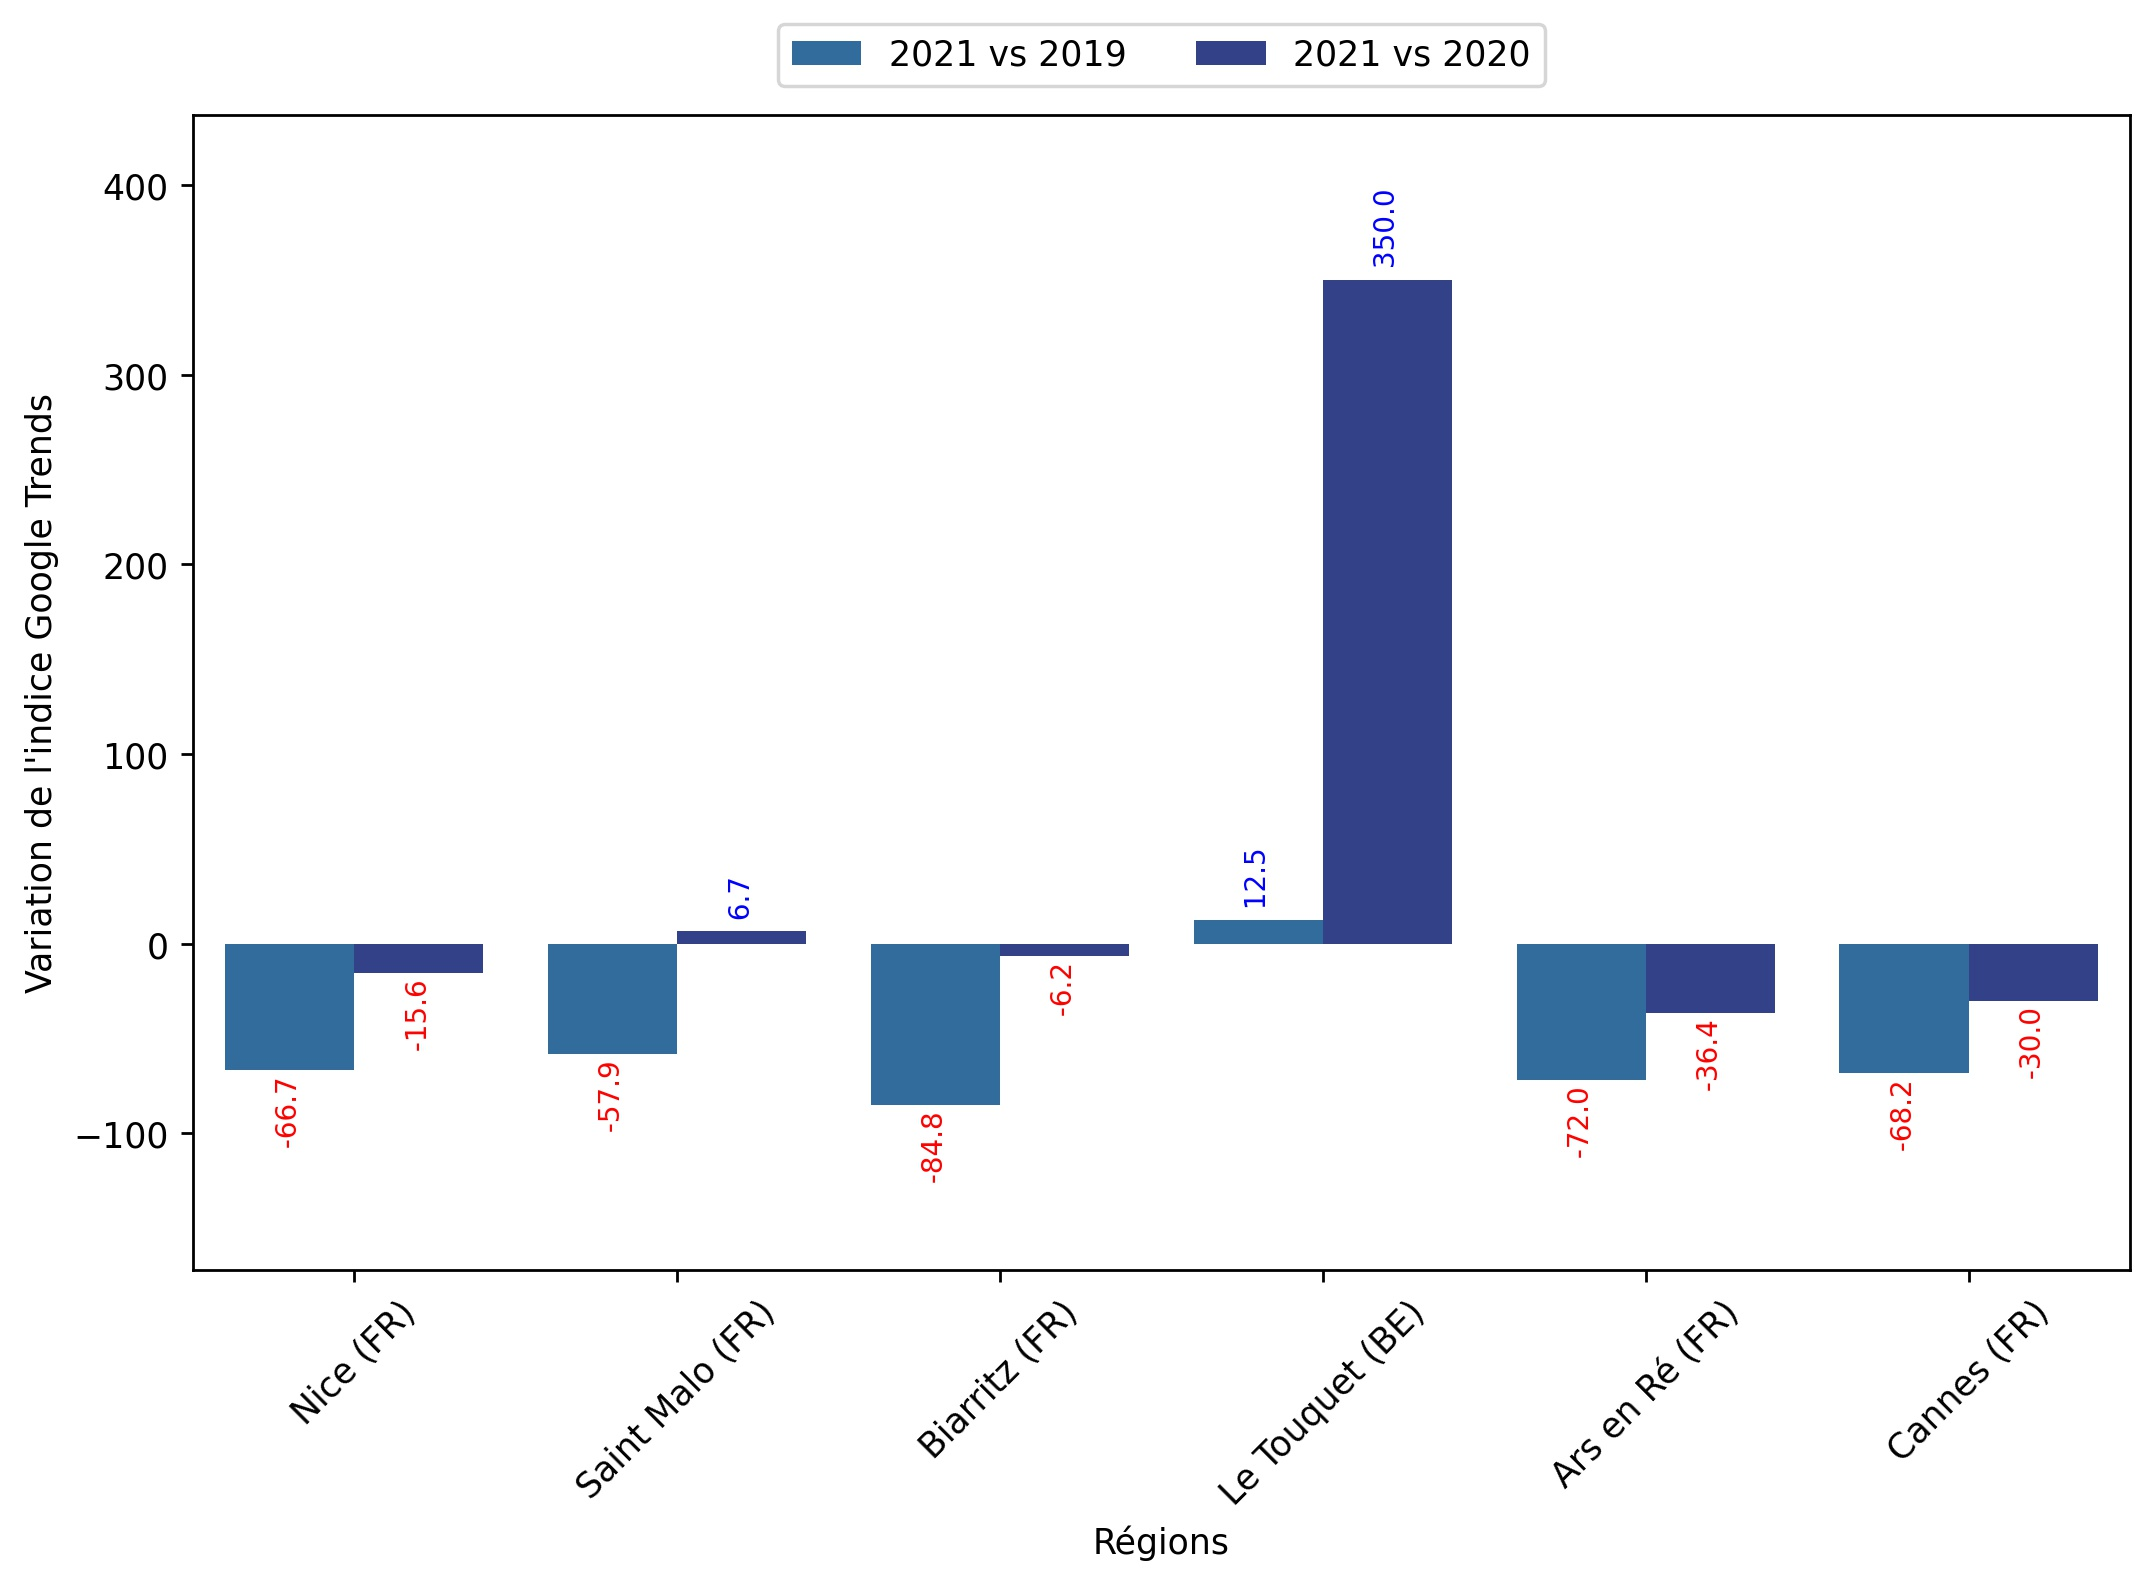 2021 vs 2019
2021 vs 2020
Variation de l'indice Google Trends
400
300
200
100
0
−100
-66.7
-15.6
-57.9
6.7
-84.8
-6.2
12.5
350.0
-72.0
-36.4
-68.2
-30.0
Nice (FR)
Saint Malo (FR)
Biarritz (FR)
Le Touquet (BE)
Ars en Ré (FR)
Cannes (FR)
Régions